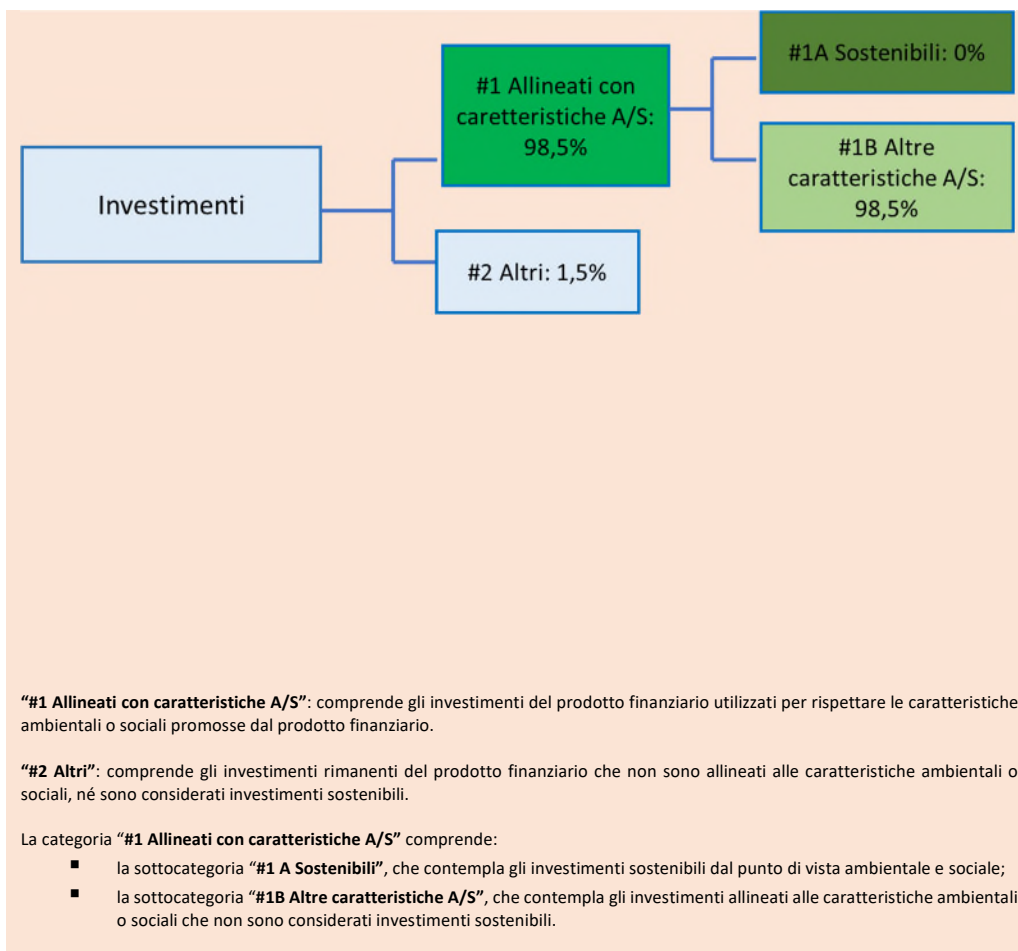 #1A Sostenibili: 0%
#1 Allineati con
caretteristiche A/S:
98,5%
#1B Altre
caratteristiche A/S:
98,5%
Investimenti
#2 Altri: 1,5%
“#1 Allineati con caratteristiche A/S”: comprende gli investimenti del prodotto finanziario utilizzati per rispettare le caratteristiche
ambientali o sociali promosse dal prodotto finanziario.
“#2 Altri”: comprende gli investimenti rimanenti del prodotto finanziario che non sono allineati alle caratteristiche ambientali o
sociali, né sono considerati investimenti sostenibili.
La categoria “#1 Allineati con caratteristiche A/S” comprende:
▪ la sottocategoria “#1 A Sostenibili”, che contempla gli investimenti sostenibili dal punto di vista ambientale e sociale;
▪ la sottocategoria “#1B Altre caratteristiche A/S”, che contempla gli investimenti allineati alle caratteristiche ambientali
o sociali che non sono considerati investimenti sostenibili.